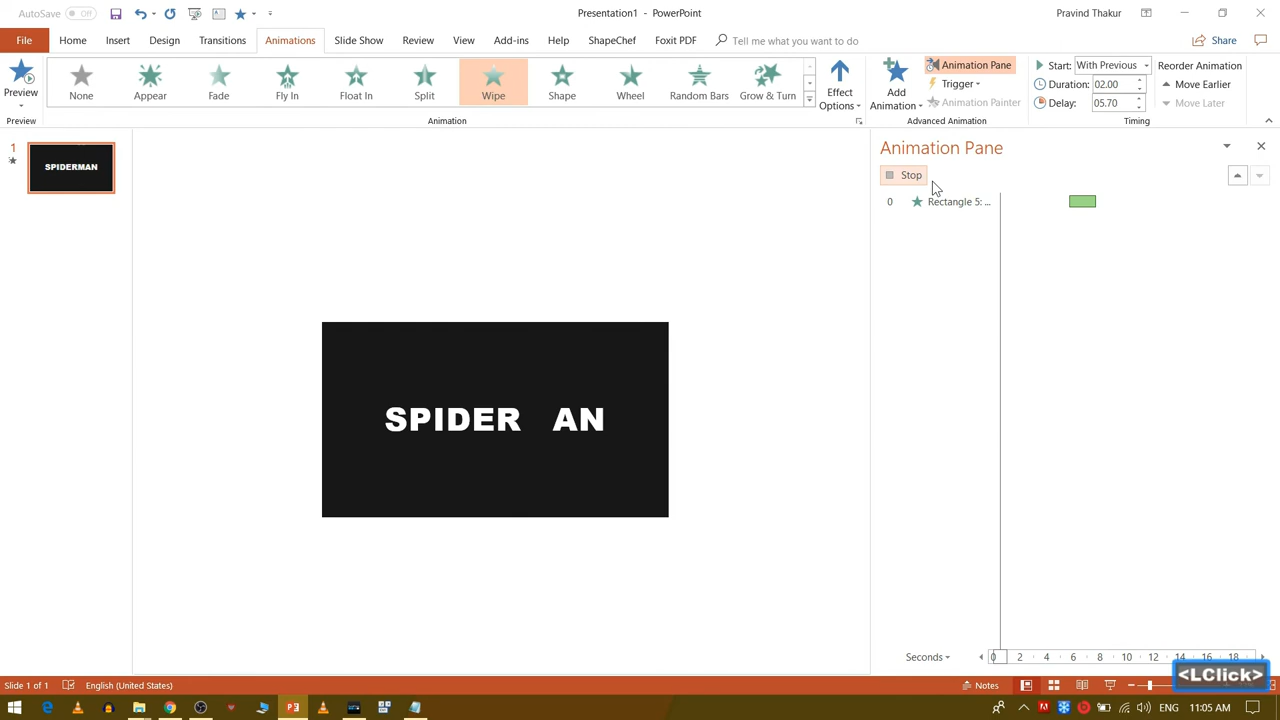 AutoSave Off
Presentation1 - PowerPoint
Pravind Thakur
File Home Insert Design Transitions Animations Slide Show Review View Add-ins Help ShapeChef Foxit PDF Tell me what you want to do Share
Preview
None Appear Fade Fly In Float In Split Wipe Shape Wheel Random Bars Grow & Turn
Effect Options
Add Animation
Animation Pane
Trigger
Animation Painter
Start: With Previous
Duration: 02.00
Delay: 05.70
Reorder Animation
Move Earlier
Move Later
Preview Animation Advanced Animation Timing
1
SPIDERMAN
SPIDER AN
Animation Pane
Stop
0 Rectangle 5: ...
Seconds 0 2 4 6 8 10 12 14 16 18
<LClick>
Slide 1 of 1 English (United States) Notes
P3 ENG 11:05 AM